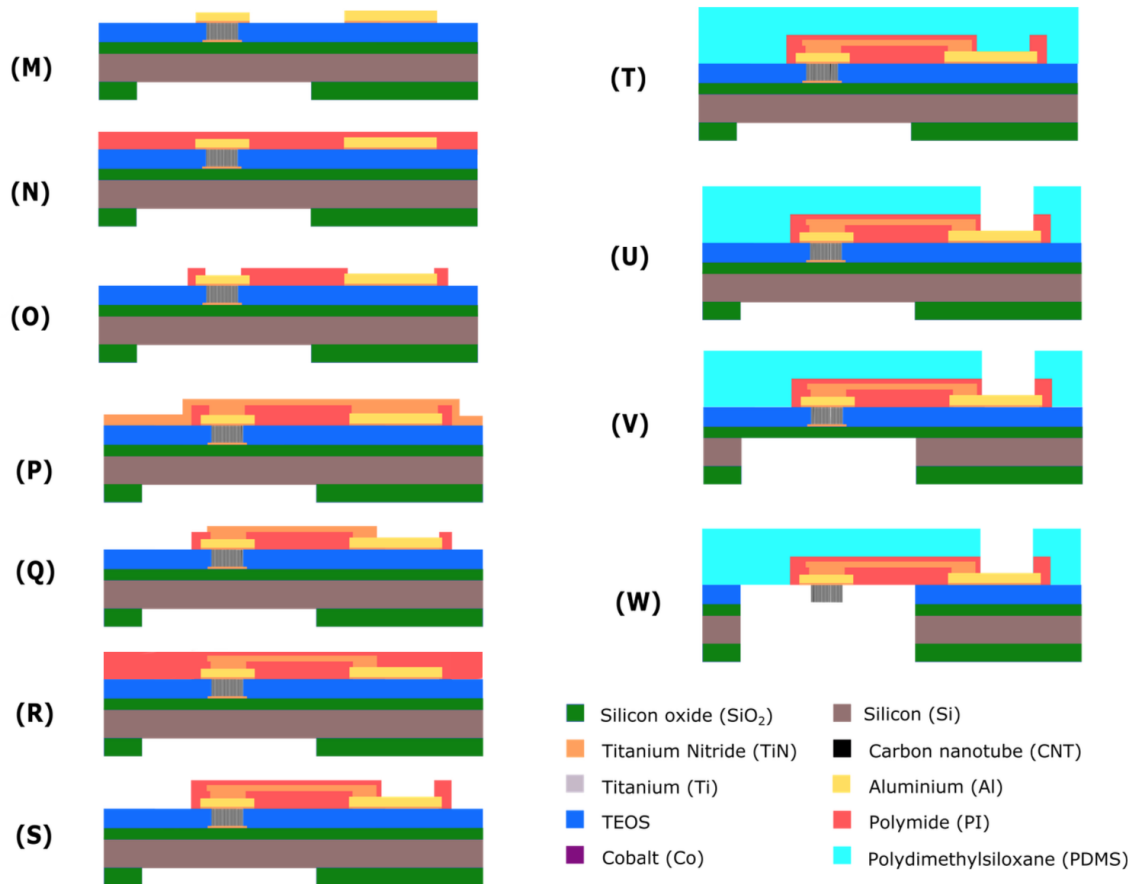 (M)
(N)
(O)
(P)
(Q)
(R)
(S)
(T)
(U)
(V)
(W)
Silicon oxide (SiO₂)
Titanium Nitride (TiN)
Titanium (Ti)
TEOS
Cobalt (Co)
Silicon (Si)
Carbon nanotube (CNT)
Aluminium (Al)
Polymide (PI)
Polydimethylsiloxane (PDMS)